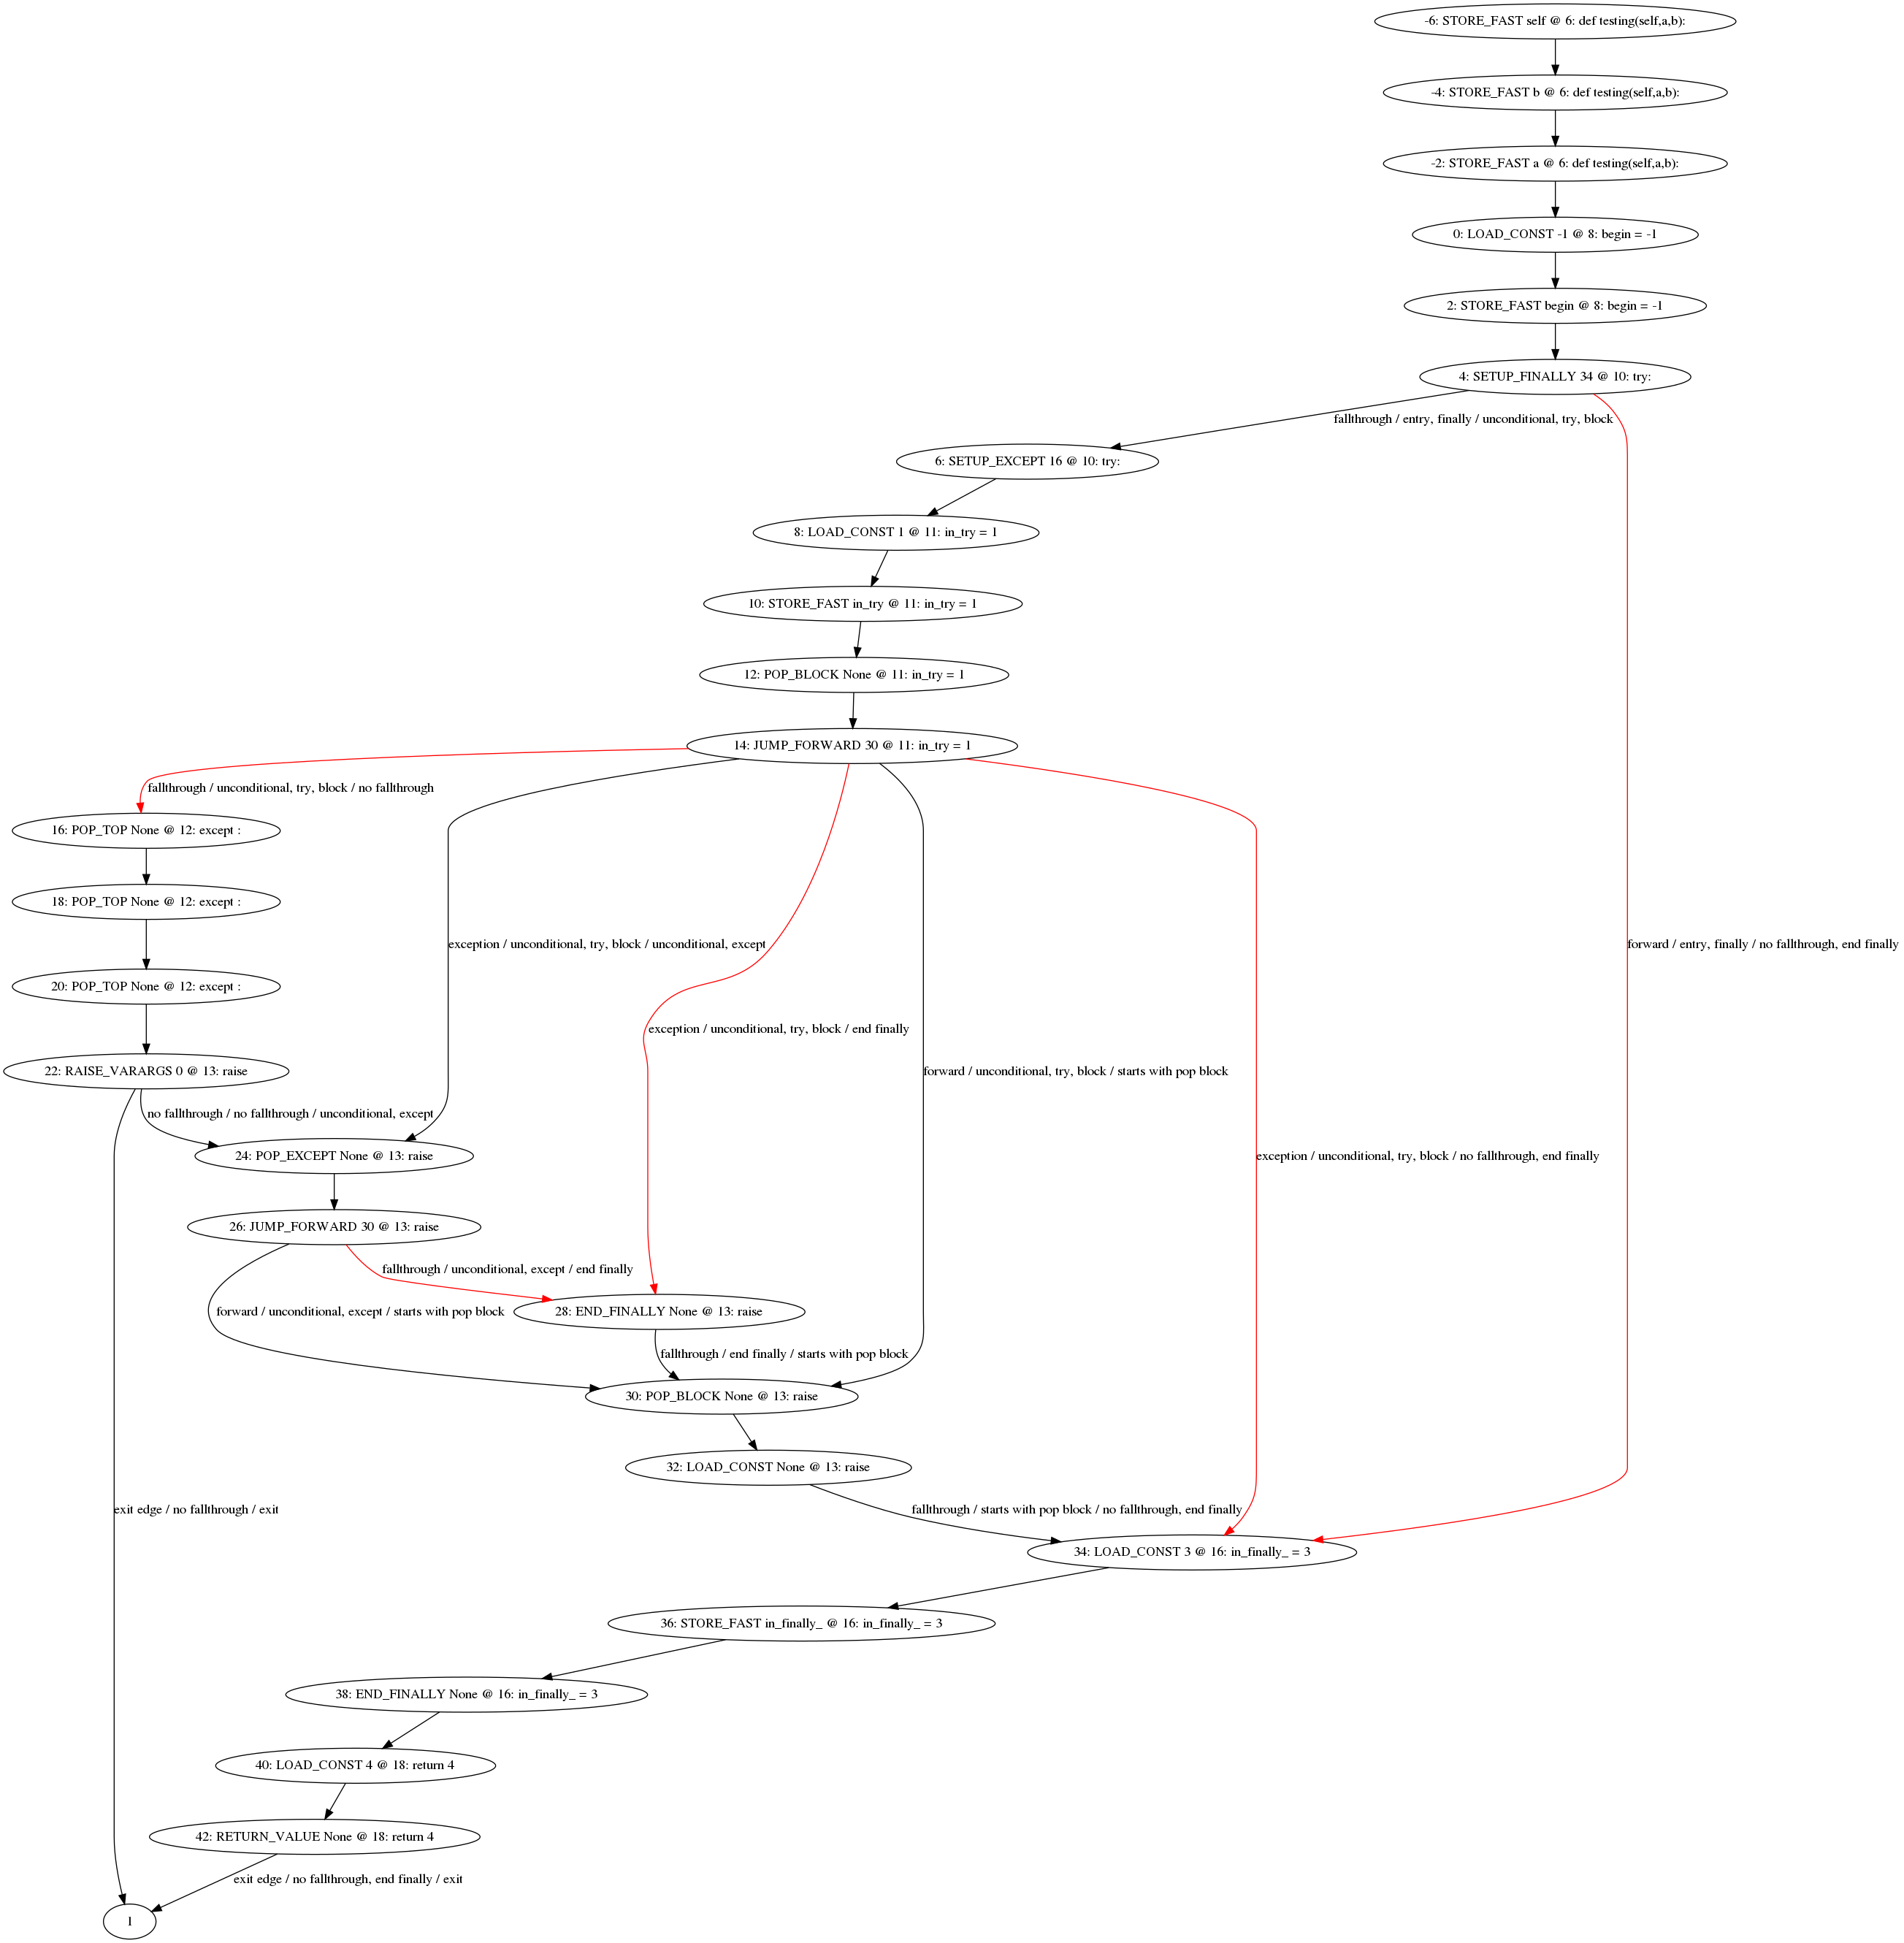 -6: STORE_FAST self @ 6: def testing(self,a,b):
-4: STORE_FAST b @ 6: def testing(self,a,b):
-2: STORE_FAST a @ 6: def testing(self,a,b):
0: LOAD_CONST -1 @ 8: begin = -1
2: STORE_FAST begin @ 8: begin = -1
4: SETUP_FINALLY 34 @ 10: try:
fallthrough / entry, finally / unconditional, try, block
6: SETUP_EXCEPT 16 @ 10: try:
8: LOAD_CONST 1 @ 11: in_try = 1
10: STORE_FAST in_try @ 11: in_try = 1
12: POP_BLOCK None @ 11: in_try = 1
14: JUMP_FORWARD 30 @ 11: in_try = 1
fallthrough / unconditional, try, block / no fallthrough
16: POP_TOP None @ 12: except :
18: POP_TOP None @ 12: except :
exception / unconditional, try, block / unconditional, except
forward / entry, finally / no fallthrough, end finally
20: POP_TOP None @ 12: except :
exception / unconditional, try, block / end finally
22: RAISE_VARARGS 0 @ 13: raise
forward / unconditional, try, block / starts with pop block
no fallthrough / no fallthrough / unconditional, except
24: POP_EXCEPT None @ 13: raise
exception / unconditional, try, block / no fallthrough, end finally
26: JUMP_FORWARD 30 @ 13: raise
fallthrough / unconditional, except / end finally
forward / unconditional, except / starts with pop block
28: END_FINALLY None @ 13: raise
fallthrough / end finally / starts with pop block
30: POP_BLOCK None @ 13: raise
32: LOAD_CONST None @ 13: raise
exit edge / no fallthrough / exit
fallthrough / starts with pop block / no fallthrough, end finally
34: LOAD_CONST 3 @ 16: in_finally_ = 3
36: STORE_FAST in_finally_ @ 16: in_finally_ = 3
38: END_FINALLY None @ 16: in_finally_ = 3
40: LOAD_CONST 4 @ 18: return 4
42: RETURN_VALUE None @ 18: return 4
exit edge / no fallthrough, end finally / exit
1